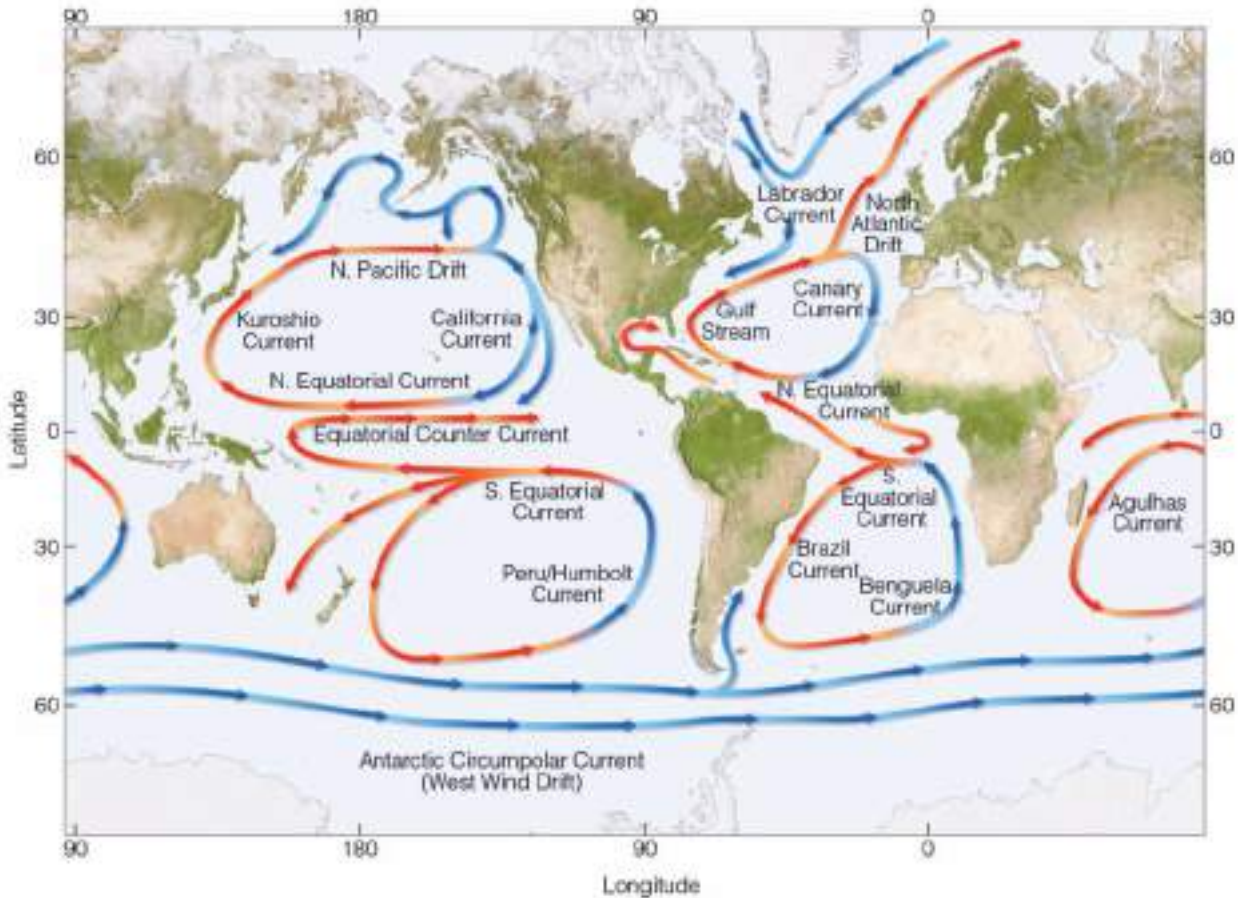 90
180
90
0
60
60
Labrador
Current
North
Atlantic
Drift
N. Pacific Drift
Canary
Current
30
30
Kuroshio
Current
California
Current
Gulf
Stream
N. Equatorial Current
N. Equatorial
Current
Latitude
0
0
Equatorial Counter Current
S. Equatorial
Current
S.
Equatorial
Current
Agulhas
Current
30
30
Brazil
Current
Peru/Humbolt
Current
Benguela
Current
60
60
Antarctic Circumpolar Current
(West Wind Drift)
90
180
90
0
Longitude